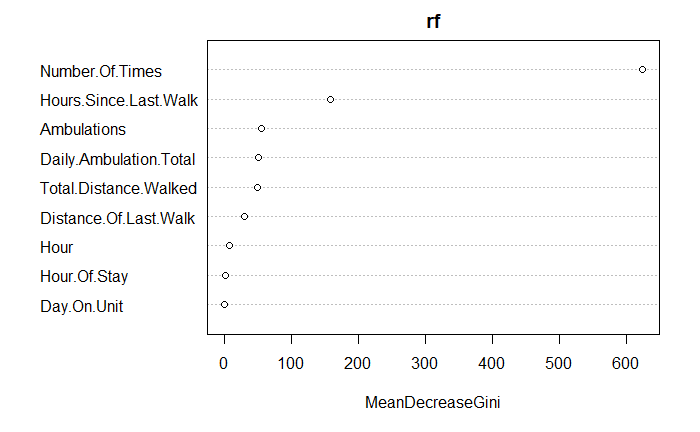 rf
Number.Of.Times
Hours.Since.Last.Walk
Ambulations
Daily.Ambulation.Total
Total.Distance.Walked
Distance.Of.Last.Walk
Hour
Hour.Of.Stay
Day.On.Unit
0 100 200 300 400 500 600
MeanDecreaseGini